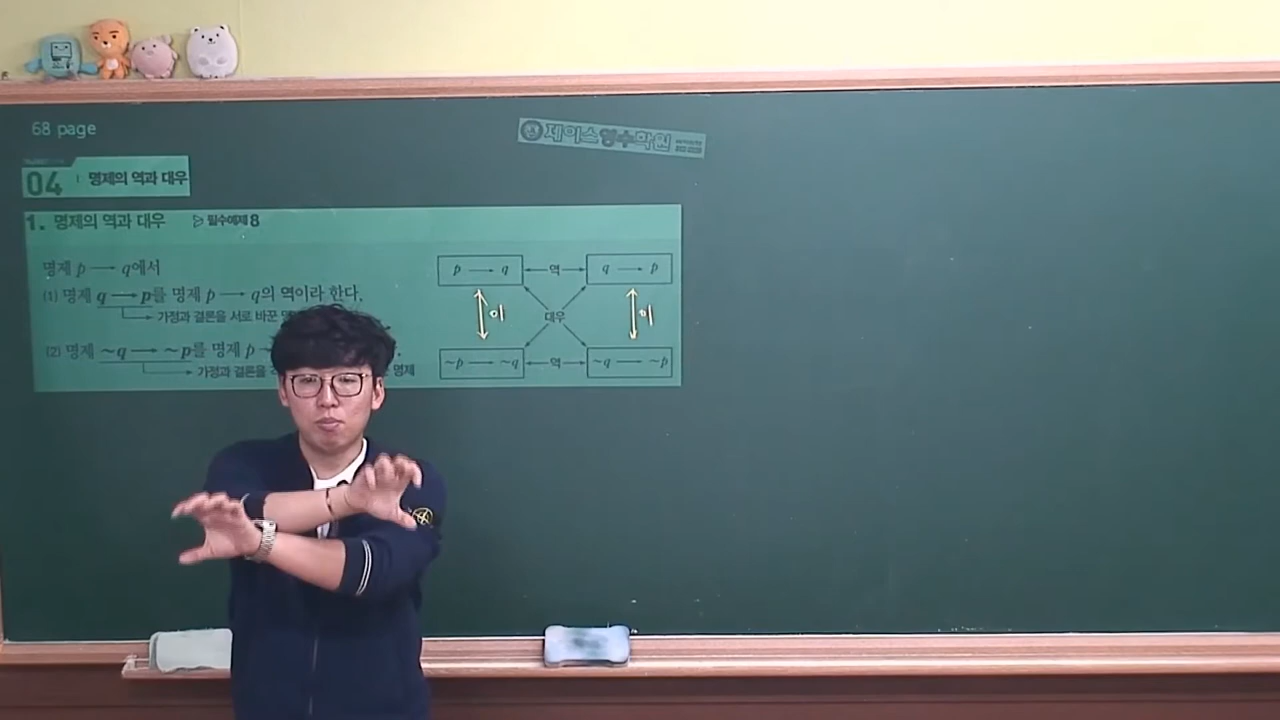 68 page
제이스영수학원
04 명제의 역과 대우
1. 명제의 역과 대우 ▷ 필수예제 8
명제 p → q에서
(1) 명제 q → p를 명제 p → q의 역이라 한다.
가정과 결론을 서로 바꾼
(2) 명제 ~q → ~p를 명제 p
가정과 결론을
명제
p → q
역
q → p
이
대우
이
~p → ~q
역
~q → ~p